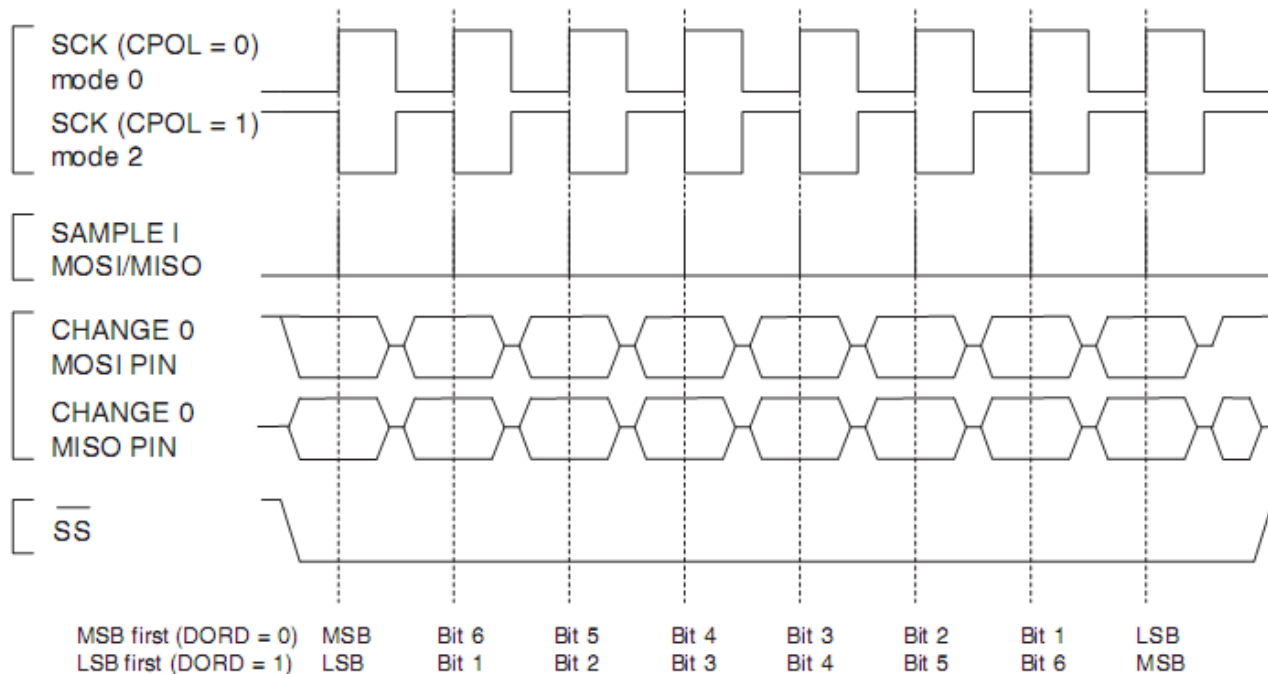 SCK (CPOL = 0)
mode 0
SCK (CPOL = 1)
mode 2
SAMPLE I
MOSI/MISO
CHANGE 0
MOSI PIN
CHANGE 0
MISO PIN
SS
MSB first (DORD = 0) MSB Bit 6 Bit 5 Bit 4 Bit 3 Bit 2 Bit 1 LSB
LSB first (DORD = 1) LSB Bit 1 Bit 2 Bit 3 Bit 4 Bit 5 Bit 6 MSB